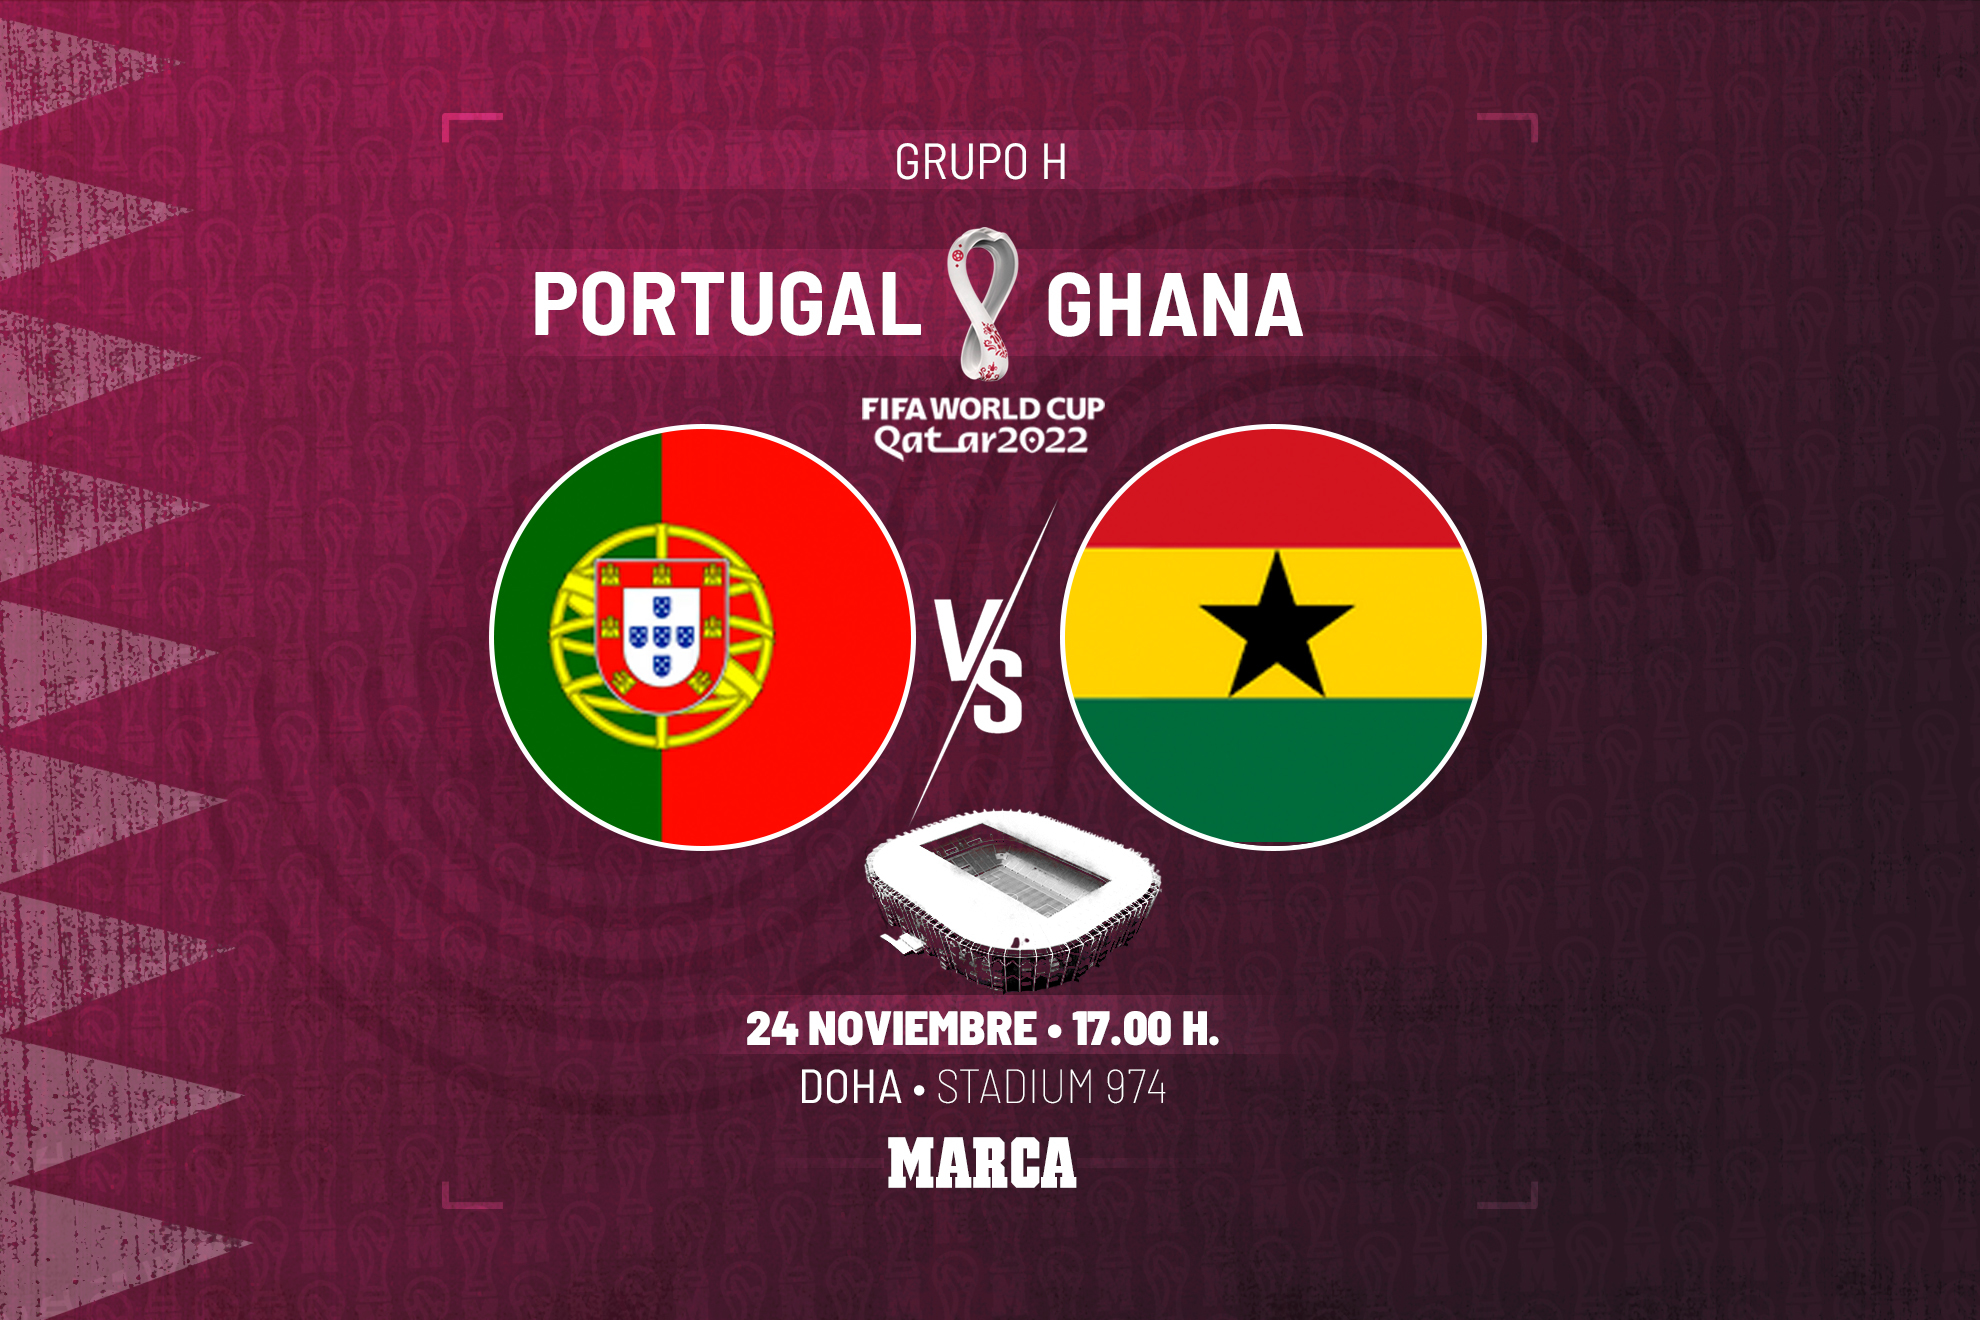 GRUPO H
PORTUGAL GHANA
FIFA WORLD CUP
Qatar2022
VS
24 NOVIEMBRE • 17.00 H.
DOHA • STADIUM 974
MARCA